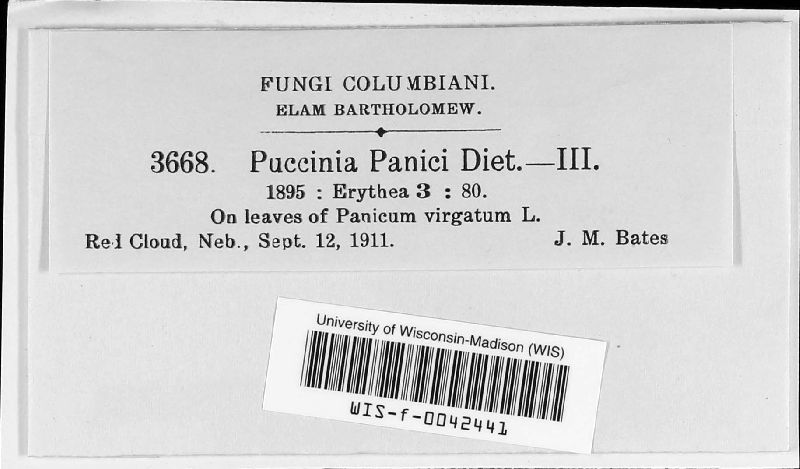 FUNGI COLUMBIANI.
ELAM BARTHOLOMEW.
3668. Puccinia Panici Diet.—III.
1895 : Erythea 3 : 80.
On leaves of Panicum virgatum L.
Red Cloud, Neb., Sept. 12, 1911. J. M. Bates
University of Wisconsin-Madison (WIS)
WIS-f-0042441